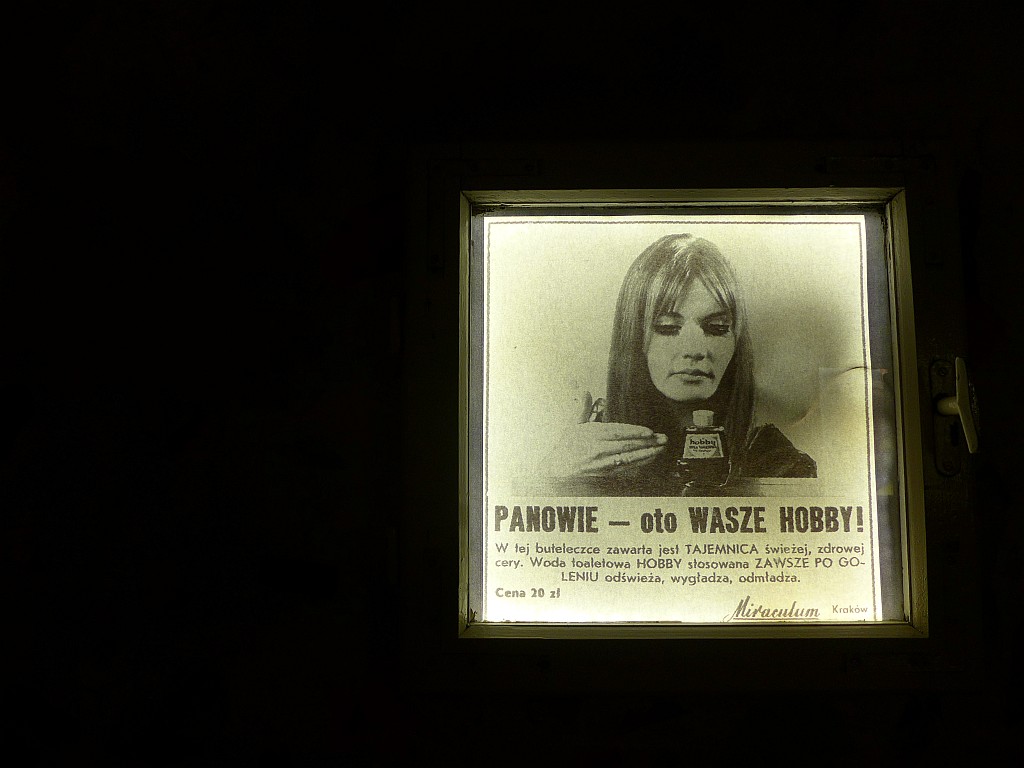 hobby
PANOWIE — oto WASZE HOBBY!
W tej buteleczce zawarta jest TAJEMNICA świeżej, zdrowej
cery. Woda toaletowa HOBBY stosowana ZAWSZE PO GO-
LENIU odświeża, wygładza, odmładza.
Cena 20 zł
Miraculum Kraków